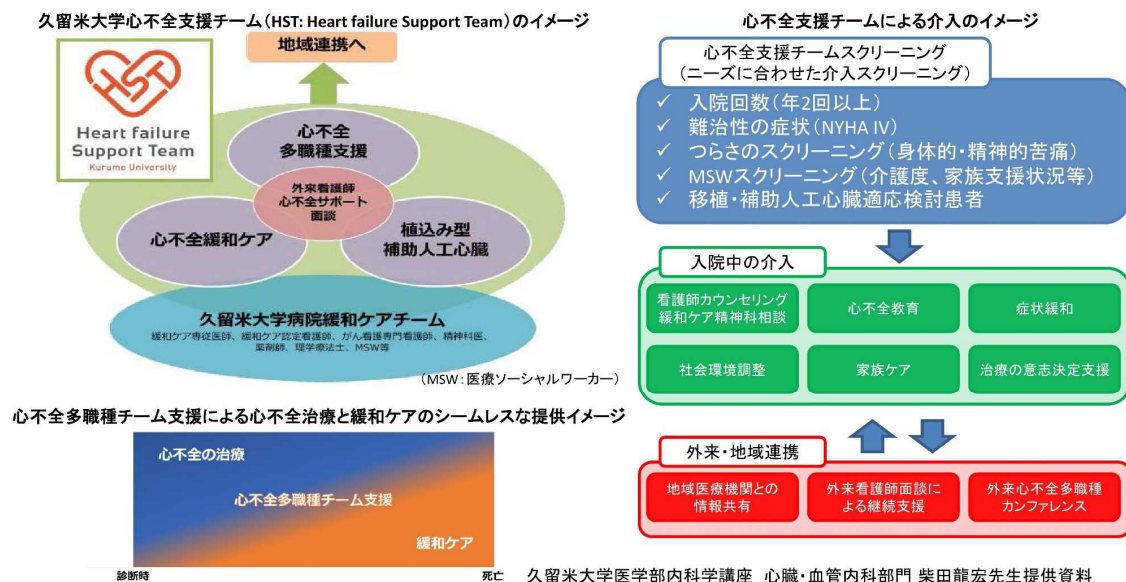 久留米大学心不全支援チーム(HST: Heart failure Support Team)のイメージ
地域連携へ
HST
Heart failure
Support Team
Kurume University
心不全
多職種支援
外来看護師
心不全サポート
面談
心不全緩和ケア
植込み型
補助人工心臓
久留米大学病院緩和ケアチーム
緩和ケア専従医師、緩和ケア認定看護師、がん看護専門看護師、精神科医、
薬剤師、理学療法士、MSW等
(MSW:医療ソーシャルワーカー)
心不全多職種チーム支援による心不全治療と緩和ケアのシームレスな提供イメージ
心不全の治療
心不全多職種チーム支援
緩和ケア
診断時
死亡
心不全支援チームによる介入のイメージ
心不全支援チームスクリーニング
(ニーズに合わせた介入スクリーニング)
✓ 入院回数(年2回以上)
✓ 難治性の症状(NYHA IV)
✓ つらさのスクリーニング(身体的・精神的苦痛)
✓ MSWスクリーニング(介護度、家族支援状況等)
✓ 移植・補助人工心臓適応検討患者
入院中の介入
看護師カウンセリング
緩和ケア精神科相談
心不全教育
症状緩和
社会環境調整
家族ケア
治療の意志決定支援
外来・地域連携
地域医療機関との
情報共有
外来看護師面談に
よる継続支援
外来心不全多職種
カンファレンス
久留米大学医学部内科学講座 心臓・血管内科部門 柴田龍宏先生提供資料